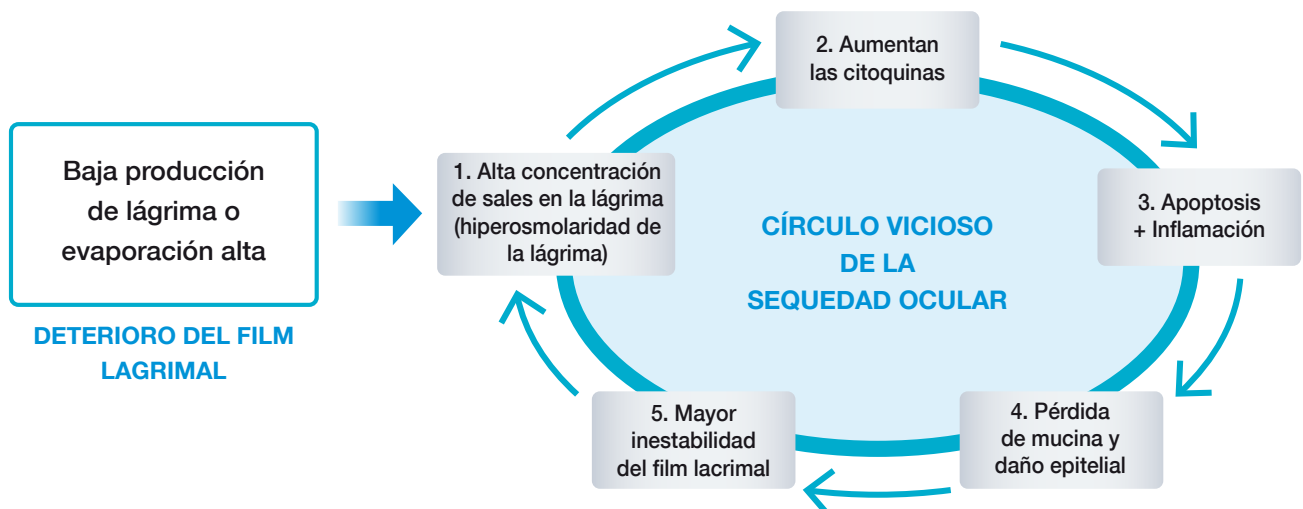 Baja producción
de lágrima o
evaporación alta
DETERIORO DEL FILM
LAGRIMAL
1. Alta concentración
de sales en la lágrima
(hiperosmolaridad de
la lágrima)
2. Aumentan
las citoquinas
3. Apoptosis
+ Inflamación
4. Pérdida
de mucina y
daño epitelial
5. Mayor
inestabilidad
del film lacrimal
CÍRCULO VICIOSO
DE LA
SEQUEDAD OCULAR